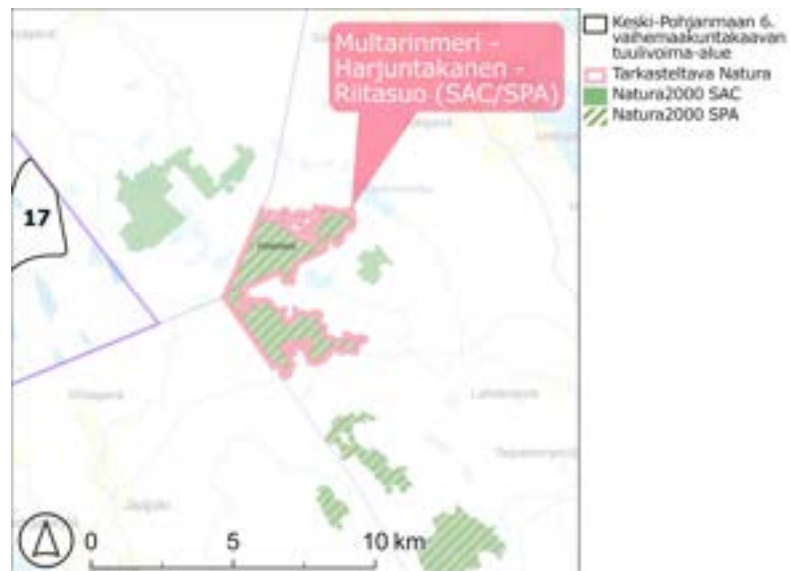 Multarinmeri -
Harjuntakanen -
Riitasuo (SAC/SPA)
17
0 5 10 km
Keski-Pohjanmaan 6.
vaihemaakuntakaavan
tuulivoima-alue
Tarkasteltava Natura
Natura2000 SAC
Natura2000 SPA